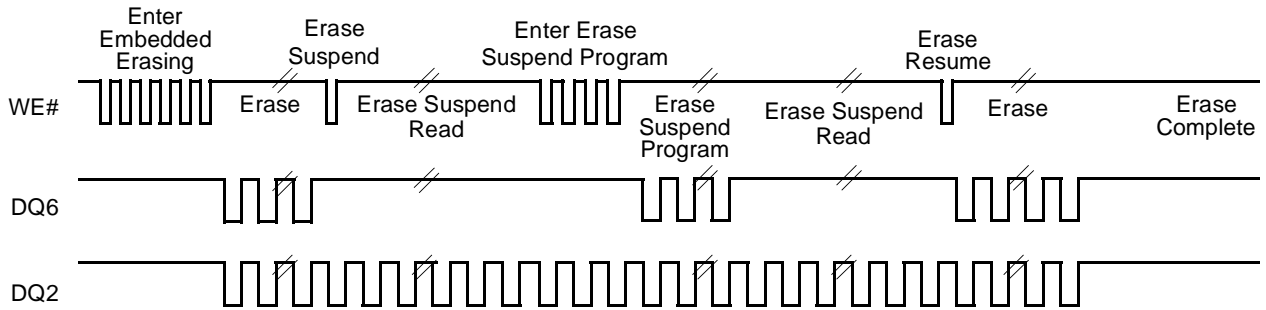 Enter
Embedded
Erasing
Erase
Suspend
Enter Erase
Suspend Program
Erase
Resume
WE#
Erase
Erase Suspend
Read
Erase
Suspend
Program
Erase Suspend
Read
Erase
Erase
Complete
DQ6
DQ2